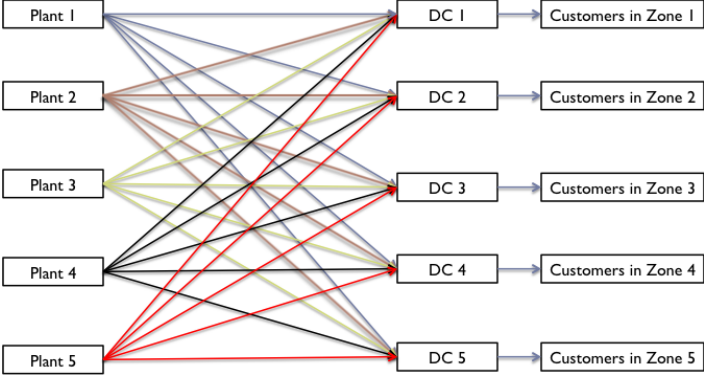 Plant 1
DC 1
Customers in Zone 1
Plant 2
DC 2
Customers in Zone 2
Plant 3
DC 3
Customers in Zone 3
Plant 4
DC 4
Customers in Zone 4
Plant 5
DC 5
Customers in Zone 5